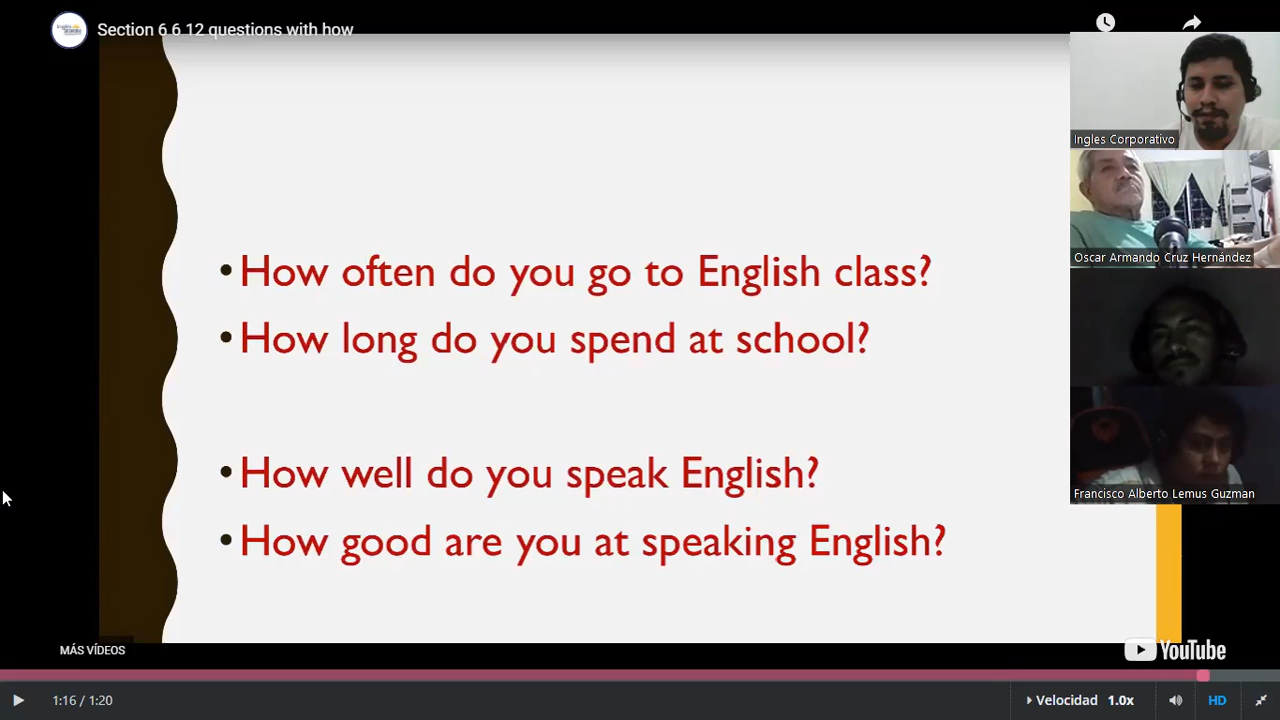 Section 6 6 12 questions with how
Ingles Corporativo
Oscar Armando Cruz Hernández
• How often do you go to English class?
• How long do you spend at school?
• How well do you speak English?
Francisco Alberto Lemus Guzman
• How good are you at speaking English?
MÁS VÍDEOS
YouTube
1:16 / 1:20
Velocidad 1.0x
HD